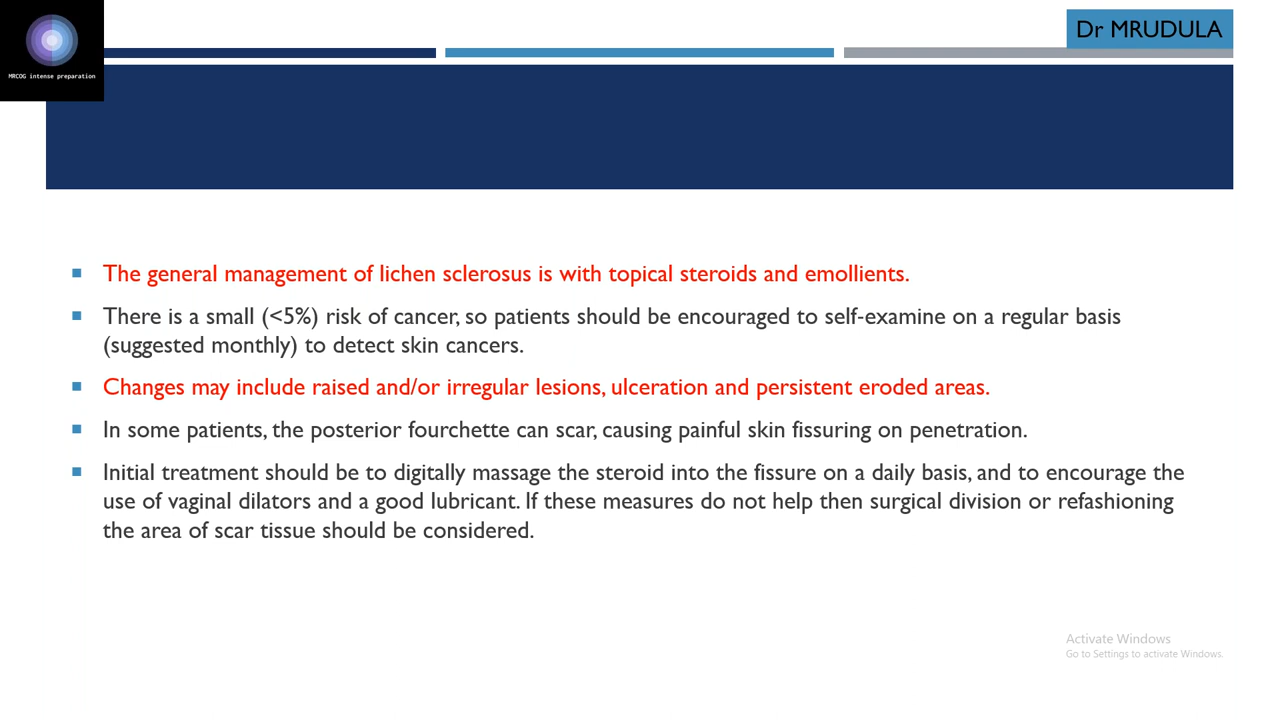 Dr MRUDULA
MRCOG intense preparation
The general management of lichen sclerosus is with topical steroids and emollients.
There is a small (<5%) risk of cancer, so patients should be encouraged to self-examine on a regular basis
(suggested monthly) to detect skin cancers.
Changes may include raised and/or irregular lesions, ulceration and persistent eroded areas.
In some patients, the posterior fourchette can scar, causing painful skin fissuring on penetration.
Initial treatment should be to digitally massage the steroid into the fissure on a daily basis, and to encourage the
use of vaginal dilators and a good lubricant. If these measures do not help then surgical division or refashioning
the area of scar tissue should be considered.
Activate Windows
Go to Settings to activate Windows.